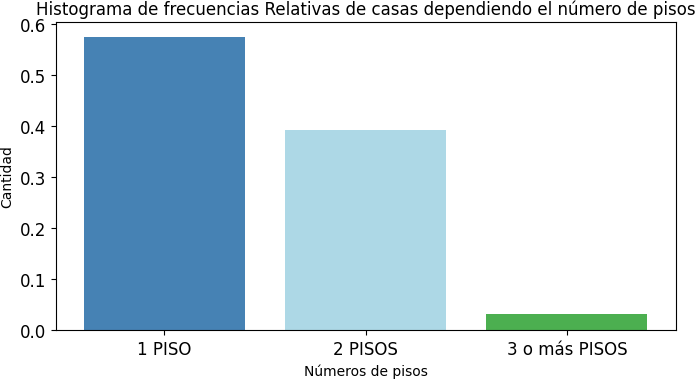 Histograma de frecuencias Relativas de casas dependiendo el número de pisos
Cantidad
0.6
0.5
0.4
0.3
0.2
0.1
0.0
1 PISO
2 PISOS
3 o más PISOS
Números de pisos